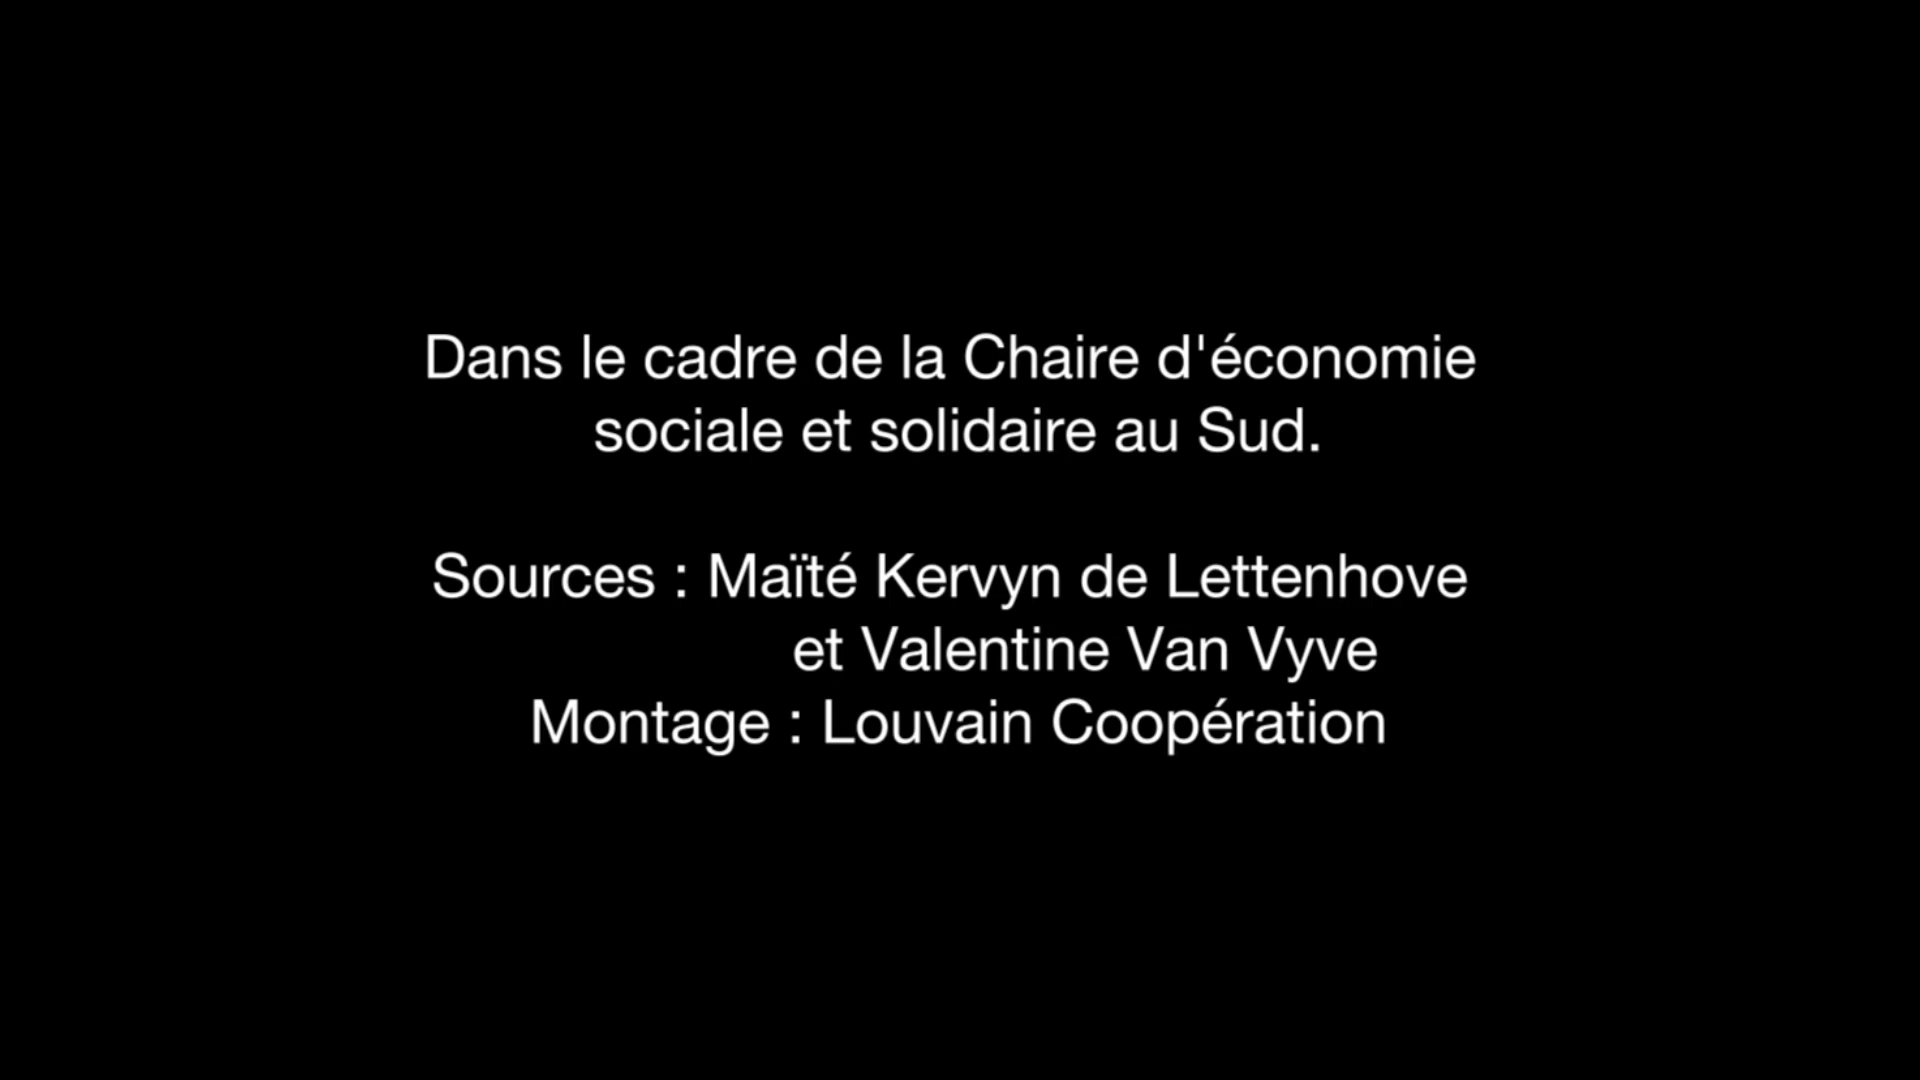 Dans le cadre de la Chaire d'économie
sociale et solidaire au Sud.
Sources : Maïté Kervyn de Lettenhove
et Valentine Van Vyve
Montage : Louvain Coopération